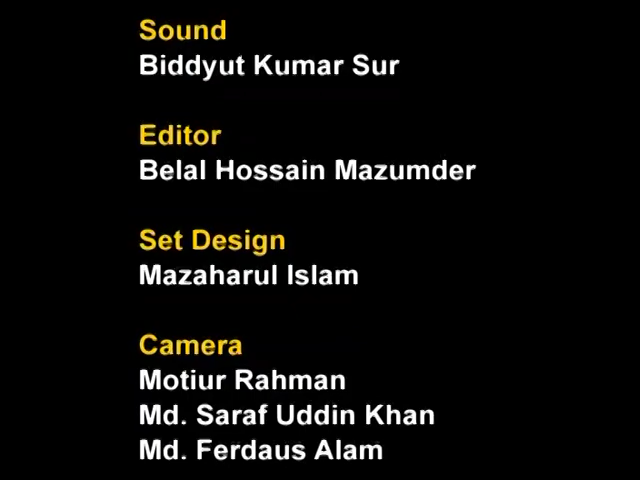 Sound
Biddyut Kumar Sur
Editor
Belal Hossain Mazumder
Set Design
Mazaharul Islam
Camera
Motiur Rahman
Md. Saraf Uddin Khan
Md. Ferdaus Alam